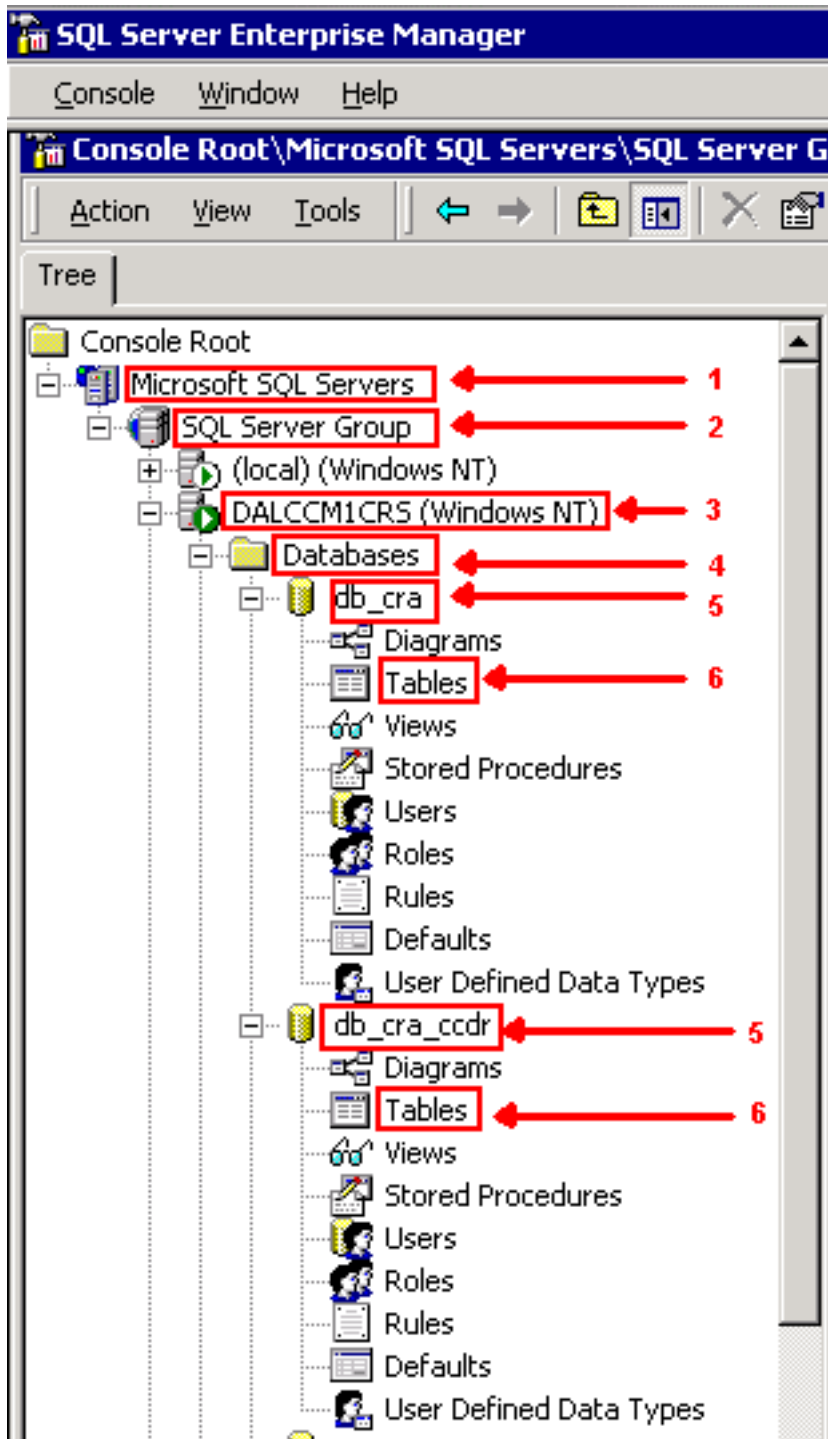 SQL Server Enterprise Manager
Console Window Help
Console Root\Microsoft SQL Servers\SQL Server G
Action View Tools
Tree
Console Root
Microsoft SQL Servers 1
SQL Server Group 2
(local) (Windows NT)
DALCCM1CRS (Windows NT) 3
Databases 4
db_cra 5
Diagrams
Tables 6
Views
Stored Procedures
Users
Roles
Rules
Defaults
User Defined Data Types
db_cra_ccdr 5
Diagrams
Tables 6
Views
Stored Procedures
Users
Roles
Rules
Defaults
User Defined Data Types